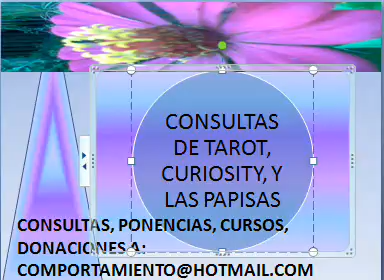 CONSULTAS
DE TAROT,
CURIOSITY, Y
LAS PAPISAS
CONSULTAS, PONENCIAS, CURSOS,
DONACIONES A:
COMPORTAMIENTO@HOTMAIL.COM